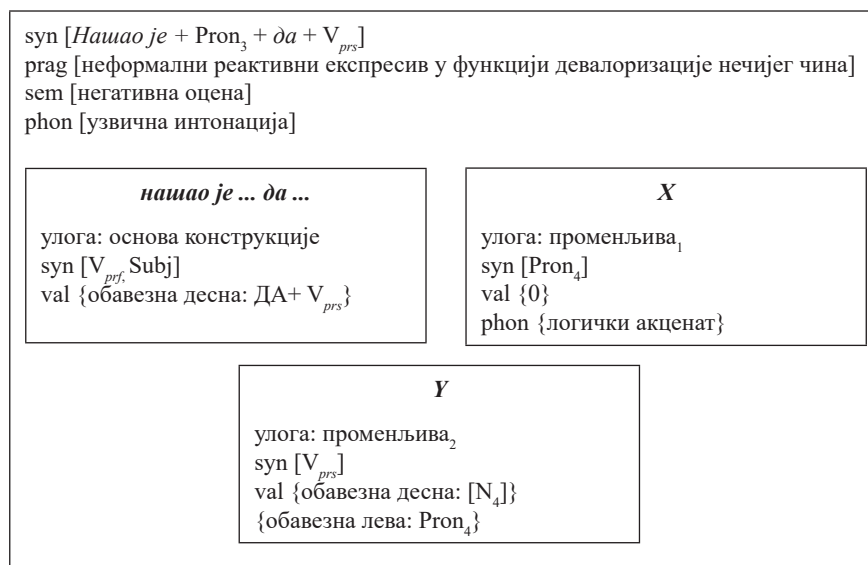 syn [Нашао је + Pron₃ + да + Vₚᵣₛ]
prag [неформални реактивни експресив у функцији девалоризације нечијег чина]
sem [негативна оцена]
phon [узвична интонација]
нашао је ... да ...
улога: основа конструкције
syn [V_prf, Subj]
val {обавезна десна: ДА+ Vₚᵣₛ}
X
улога: променљива₁
syn [Pron₄]
val {0}
phon {логички акценат}
Y
улога: променљива₂
syn [Vₚᵣₛ]
val {обавезна десна: [N₄]}
{обавезна лева: Pron₄}